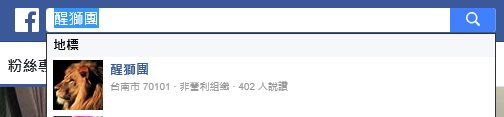 醒獅團
地標
粉絲專
醒獅團
台南市 70101 · 非營利組織 · 402 人說讚